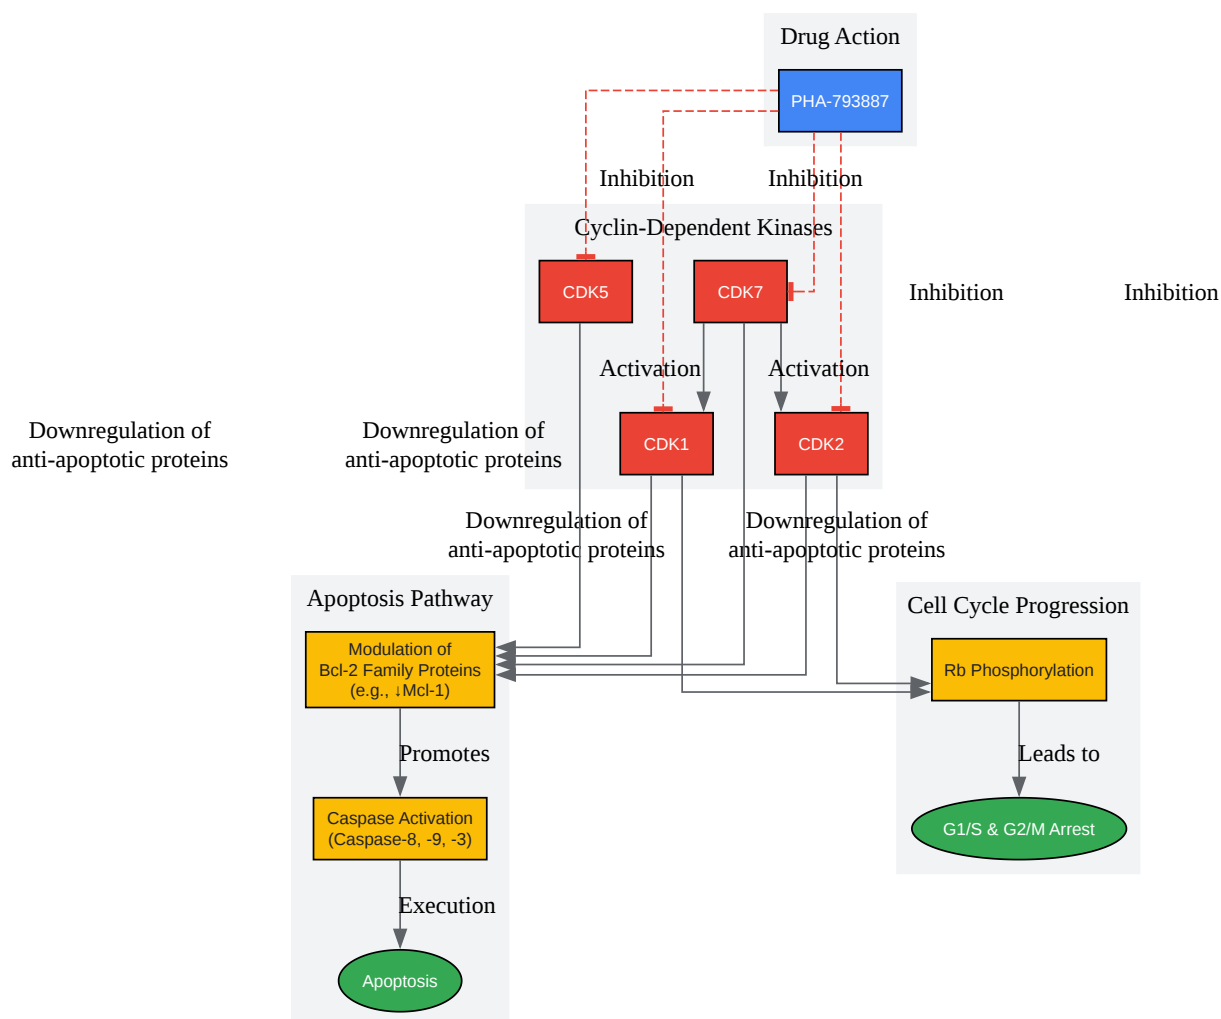 Drug Action
PHA-793887
Inhibition
Inhibition
Cyclin-Dependent Kinases
CDK5
CDK7
Inhibition
Inhibition
Activation
Activation
Downregulation of
anti-apoptotic proteins
Downregulation of
anti-apoptotic proteins
CDK1
CDK2
Downregulation of
anti-apoptotic proteins
Downregulation of
anti-apoptotic proteins
Apoptosis Pathway
Modulation of
Bcl-2 Family Proteins
(e.g., ↓Mcl-1)
Promotes
Caspase Activation
(Caspase-8, -9, -3)
Execution
Apoptosis
Cell Cycle Progression
Rb Phosphorylation
Leads to
G1/S & G2/M Arrest